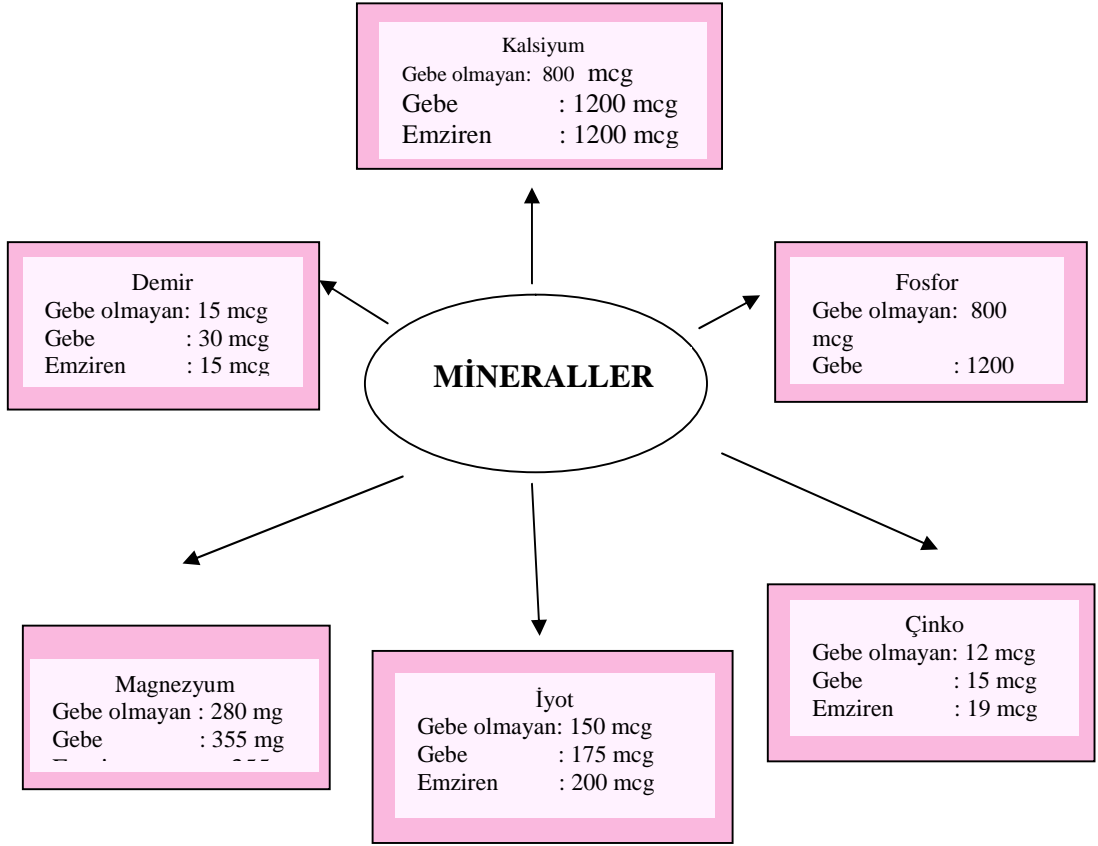 Kalsiyum
Gebe olmayan: 800 mcg
Gebe : 1200 mcg
Emziren : 1200 mcg
Demir
Gebe olmayan: 15 mcg
Gebe : 30 mcg
Emziren : 15 mcg
Fosfor
Gebe olmayan: 800
mcg
Gebe : 1200
MİNERALLER
Magnezyum
Gebe olmayan : 280 mg
Gebe : 355 mg
İyot
Gebe olmayan: 150 mcg
Gebe : 175 mcg
Emziren : 200 mcg
Çinko
Gebe olmayan: 12 mcg
Gebe : 15 mcg
Emziren : 19 mcg